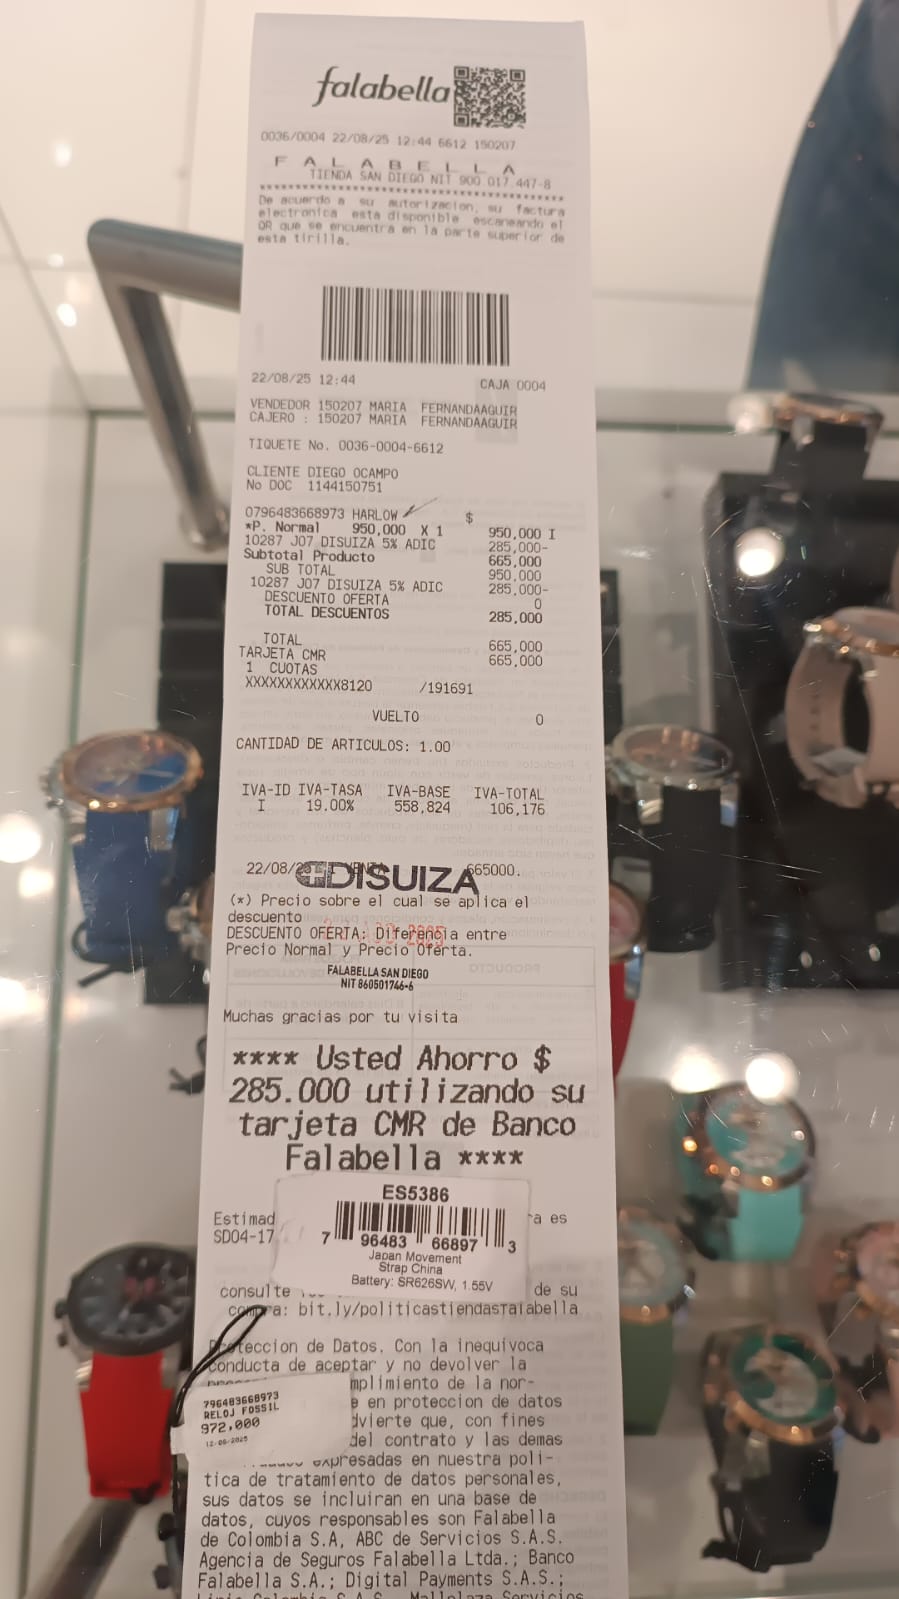 falabella
0036/0004 22/08/25 12:44 6612 150207
F A L A B E L L A
TIENDA SAN DIEGO NIT 900.017.447-8
****************************************
De acuerdo a su autorizacion, su factura
electronica esta disponible escaneando el
QR que se encuentra en la parte superior de
esta tirilla.
22/08/25 12:44 CAJA 0004
VENDEDOR 150207 MARIA FERNANDAAGUIR
CAJERO : 150207 MARIA FERNANDAAGUIR
TIQUETE No. 0036-0004-6612
CLIENTE DIEGO OCAMPO
No DOC 1144150751
0796483668973 HARLOW $
*P. Normal 950,000 X 1 950,000 I
10287 J07 DISUIZA 5% ADIC 285,000-
Subtotal Producto 665,000
SUB TOTAL 950,000
10287 J07 DISUIZA 5% ADIC 285,000-
DESCUENTO OFERTA 0
TOTAL DESCUENTOS 285,000
TOTAL 665,000
TARJETA CMR 665,000
1 CUOTAS
XXXXXXXXXXXX8120 /191691
VUELTO 0
CANTIDAD DE ARTICULOS: 1.00
IVA-ID IVA-TASA IVA-BASE IVA-TOTAL
I 19.00% 558,824 106,176
22/08/ 665000.
DISUIZA
(*) Precio sobre el cual se aplica el
descuento
DESCUENTO OFERTA: Diferencia entre
2025
Precio Normal y Precio Oferta.
FALABELLA SAN DIEGO
NIT 860501746-6
Muchas gracias por tu visita
**** Usted Ahorro $
285.000 utilizando su
tarjeta CMR de Banco
Falabella ****
ES5386
7 96483 66897 3
Japan Movement
Strap China
Battery: SR626SW, 1.55V
Estimad ra es
SD04-17
consulte de su
compra: bit.ly/politicastiendasfalabella
Proteccion de Datos. Con la inequivoca
conducta de aceptar y no devolver la
mplimiento de la nor-
e en proteccion de datos
dvierte que, con fines
del contrato y las demas
796483668973
RELOJ FOSSIL
972,000
12-06-2025
expresadas en nuestra poli-
tica de tratamiento de datos personales,
sus datos se incluiran en una base de
datos, cuyos responsables son Falabella
de Colombia S.A, ABC de Servicios S.A.S.
Agencia de Seguros Falabella Ltda.; Banco
Falabella S.A.; Digital Payments S.A.S.;